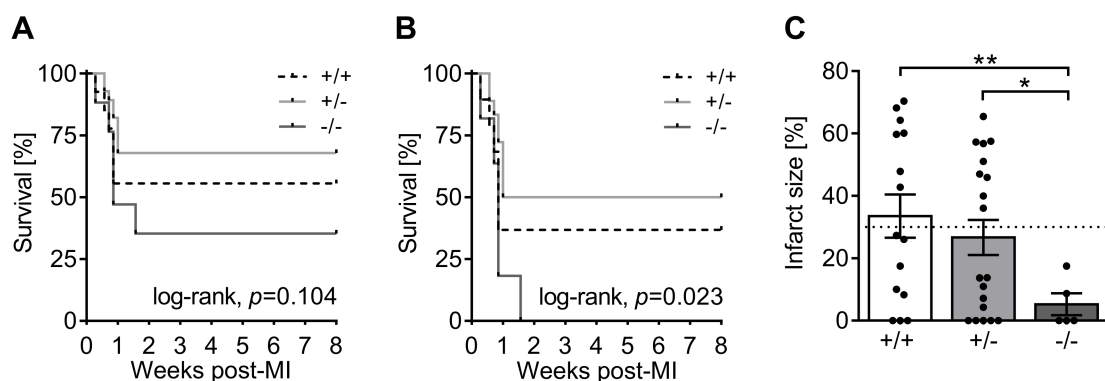 A
Survival [%]
100
75
50
25
0
+/+
+/-
-/-
log-rank, p=0.104
0 1 2 3 4 5 6 7 8
Weeks post-MI
B
Survival [%]
100
75
50
25
0
+/+
+/-
-/-
log-rank, p=0.023
0 1 2 3 4 5 6 7 8
Weeks post-MI
C
Infarct size [%]
80
60
40
20
0
**
*
+/+ +/- -/-